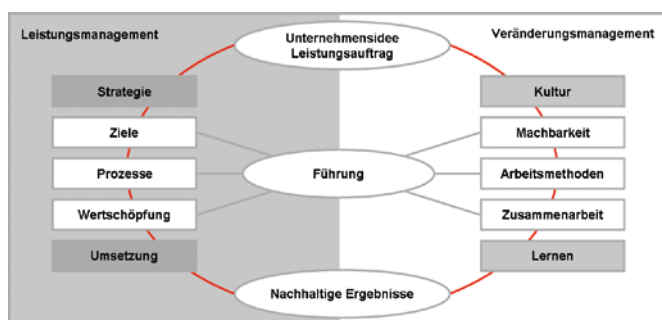 Leistungsmanagement
Unternehmensidee
Leistungsauftrag
Veränderungsmanagement
Strategie
Kultur
Ziele
Machbarkeit
Prozesse
Führung
Arbeitsmethoden
Wertschöpfung
Zusammenarbeit
Umsetzung
Lernen
Nachhaltige Ergebnisse